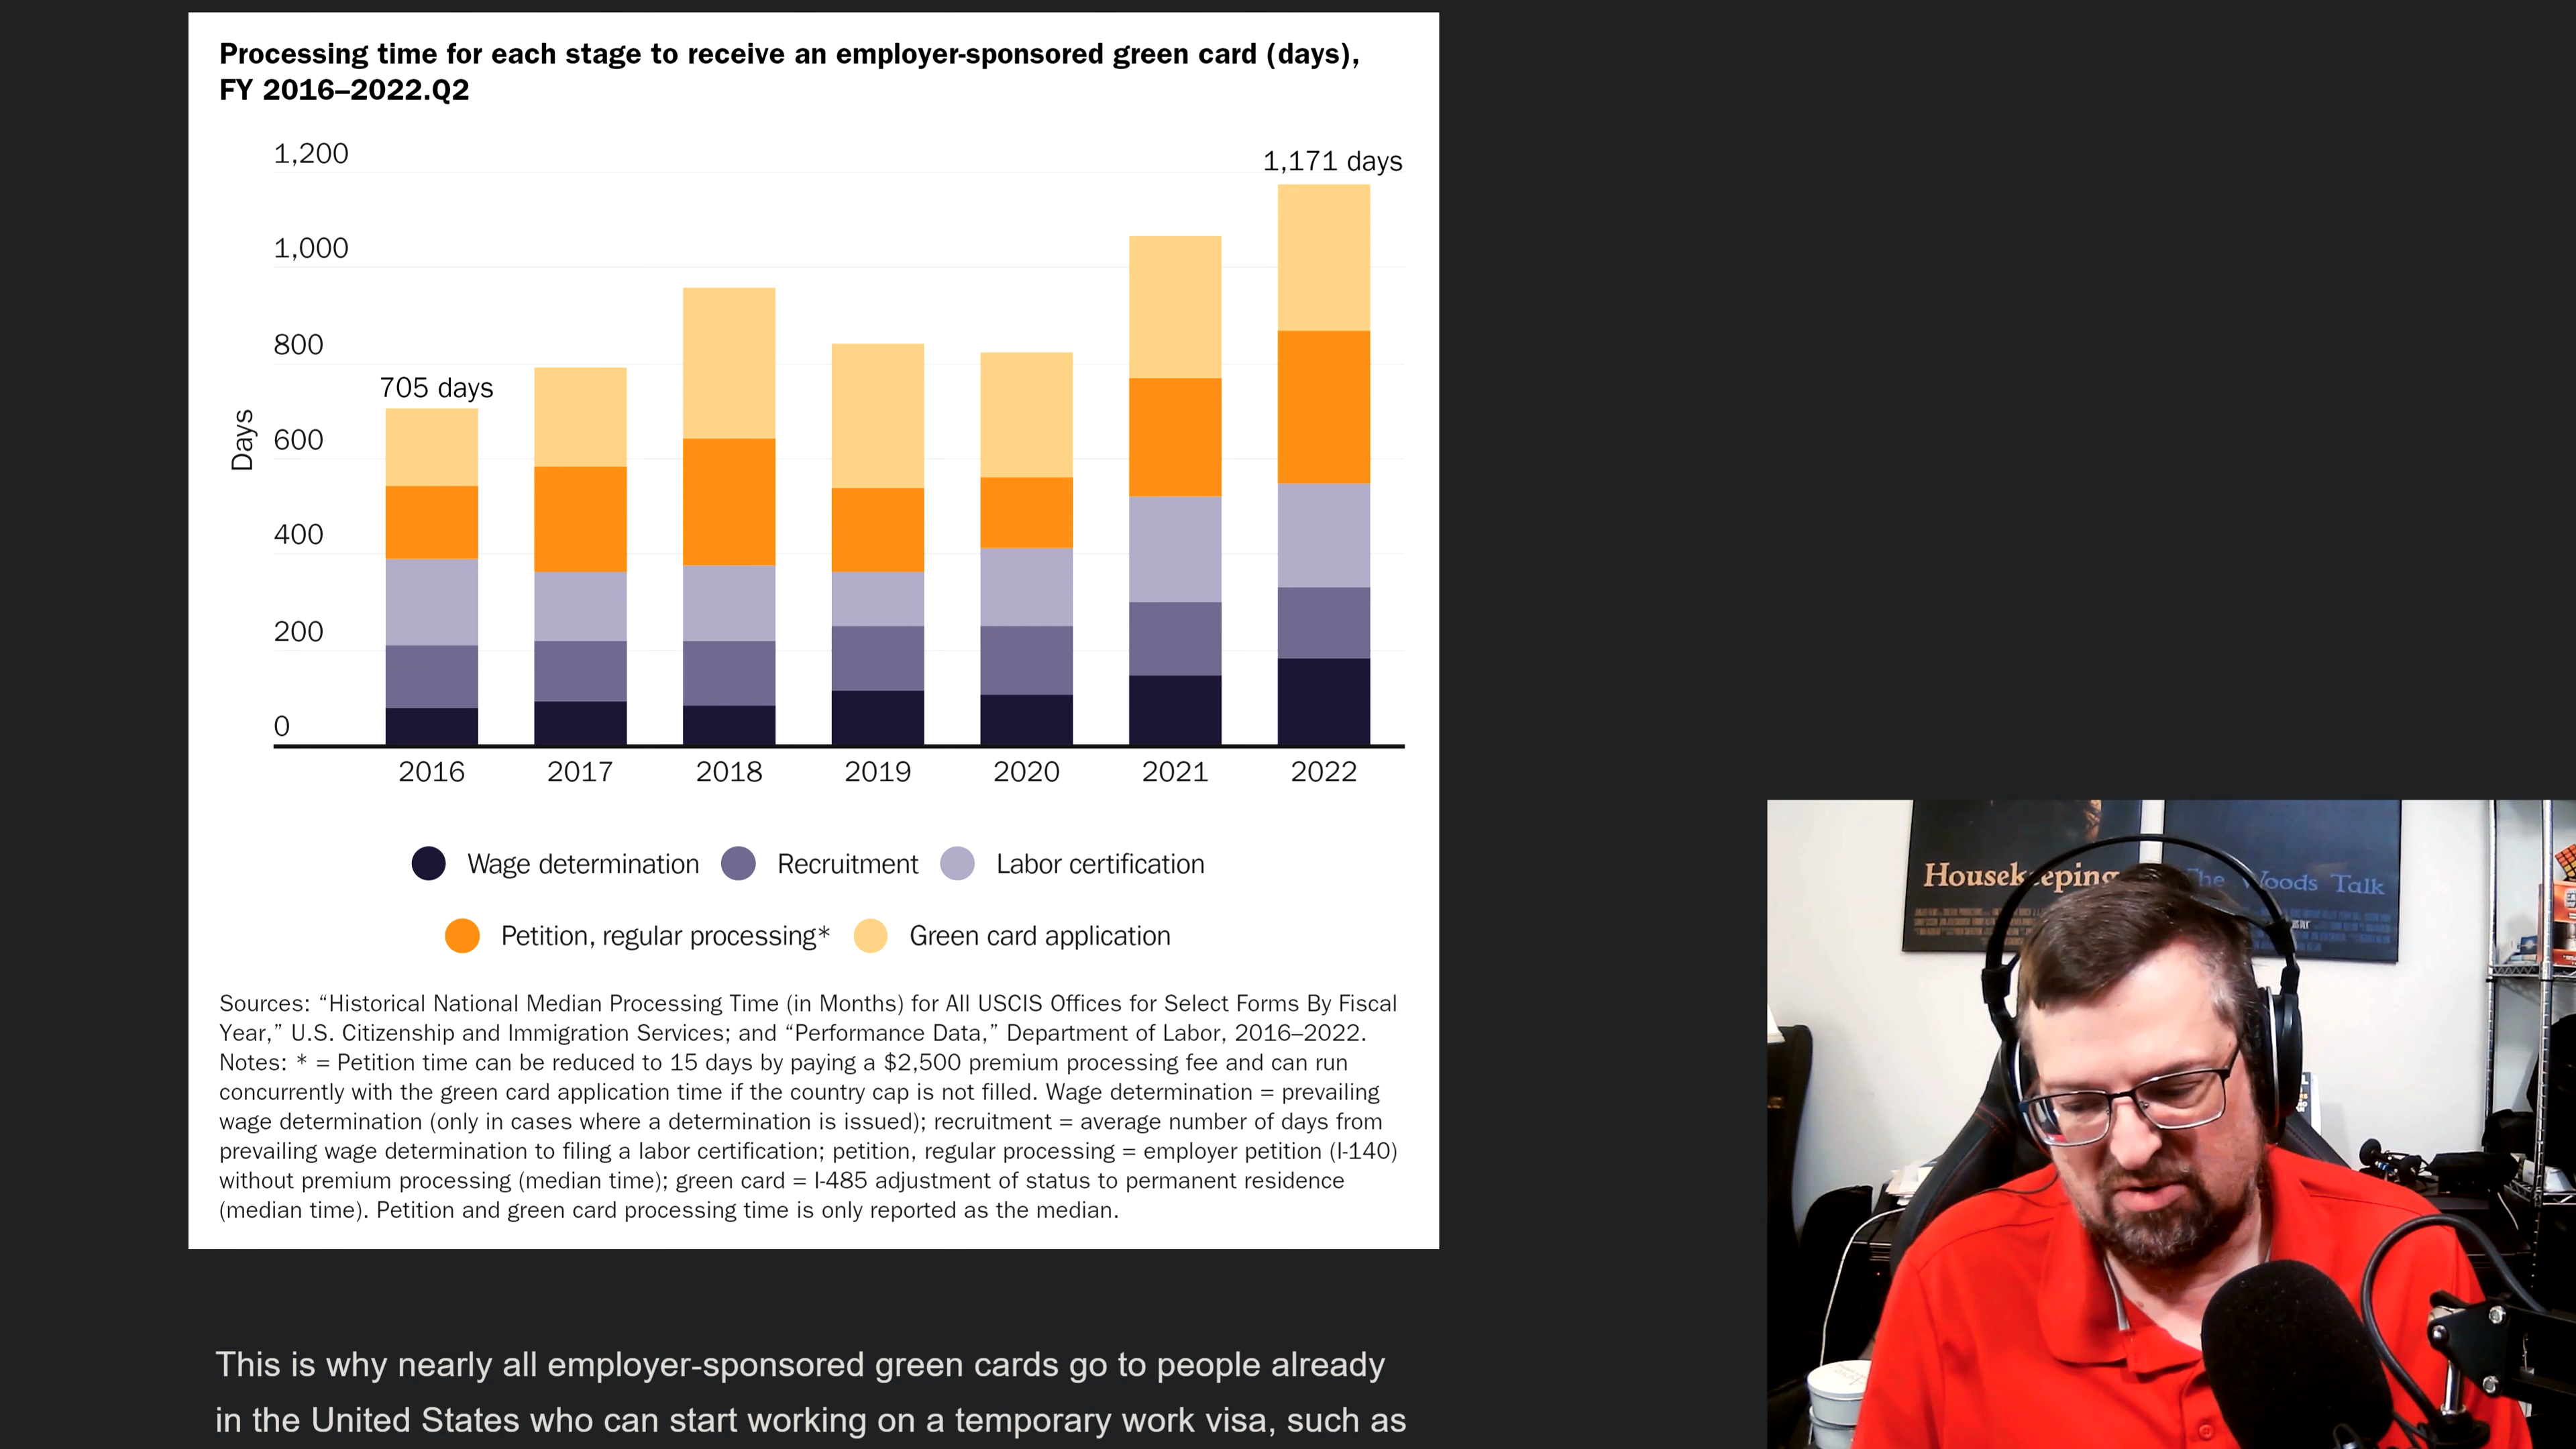 Processing time for each stage to receive an employer-sponsored green card (days),
FY 2016–2022.Q2
1,200
1,171 days
1,000
800
705 days
600
Days
400
200
0
2016 2017 2018 2019 2020 2021 2022
Wage determination Recruitment Labor certification
Petition, regular processing* Green card application
Sources: “Historical National Median Processing Time (in Months) for All USCIS Offices for Select Forms By Fiscal
Year,” U.S. Citizenship and Immigration Services; and “Performance Data,” Department of Labor, 2016–2022.
Notes: * = Petition time can be reduced to 15 days by paying a $2,500 premium processing fee and can run
concurrently with the green card application time if the country cap is not filled. Wage determination = prevailing
wage determination (only in cases where a determination is issued); recruitment = average number of days from
prevailing wage determination to filing a labor certification; petition, regular processing = employer petition (I-140)
without premium processing (median time); green card = I-485 adjustment of status to permanent residence
(median time). Petition and green card processing time is only reported as the median.
This is why nearly all employer-sponsored green cards go to people already
in the United States who can start working on a temporary work visa, such as
Housekeeping
The Woods Talk